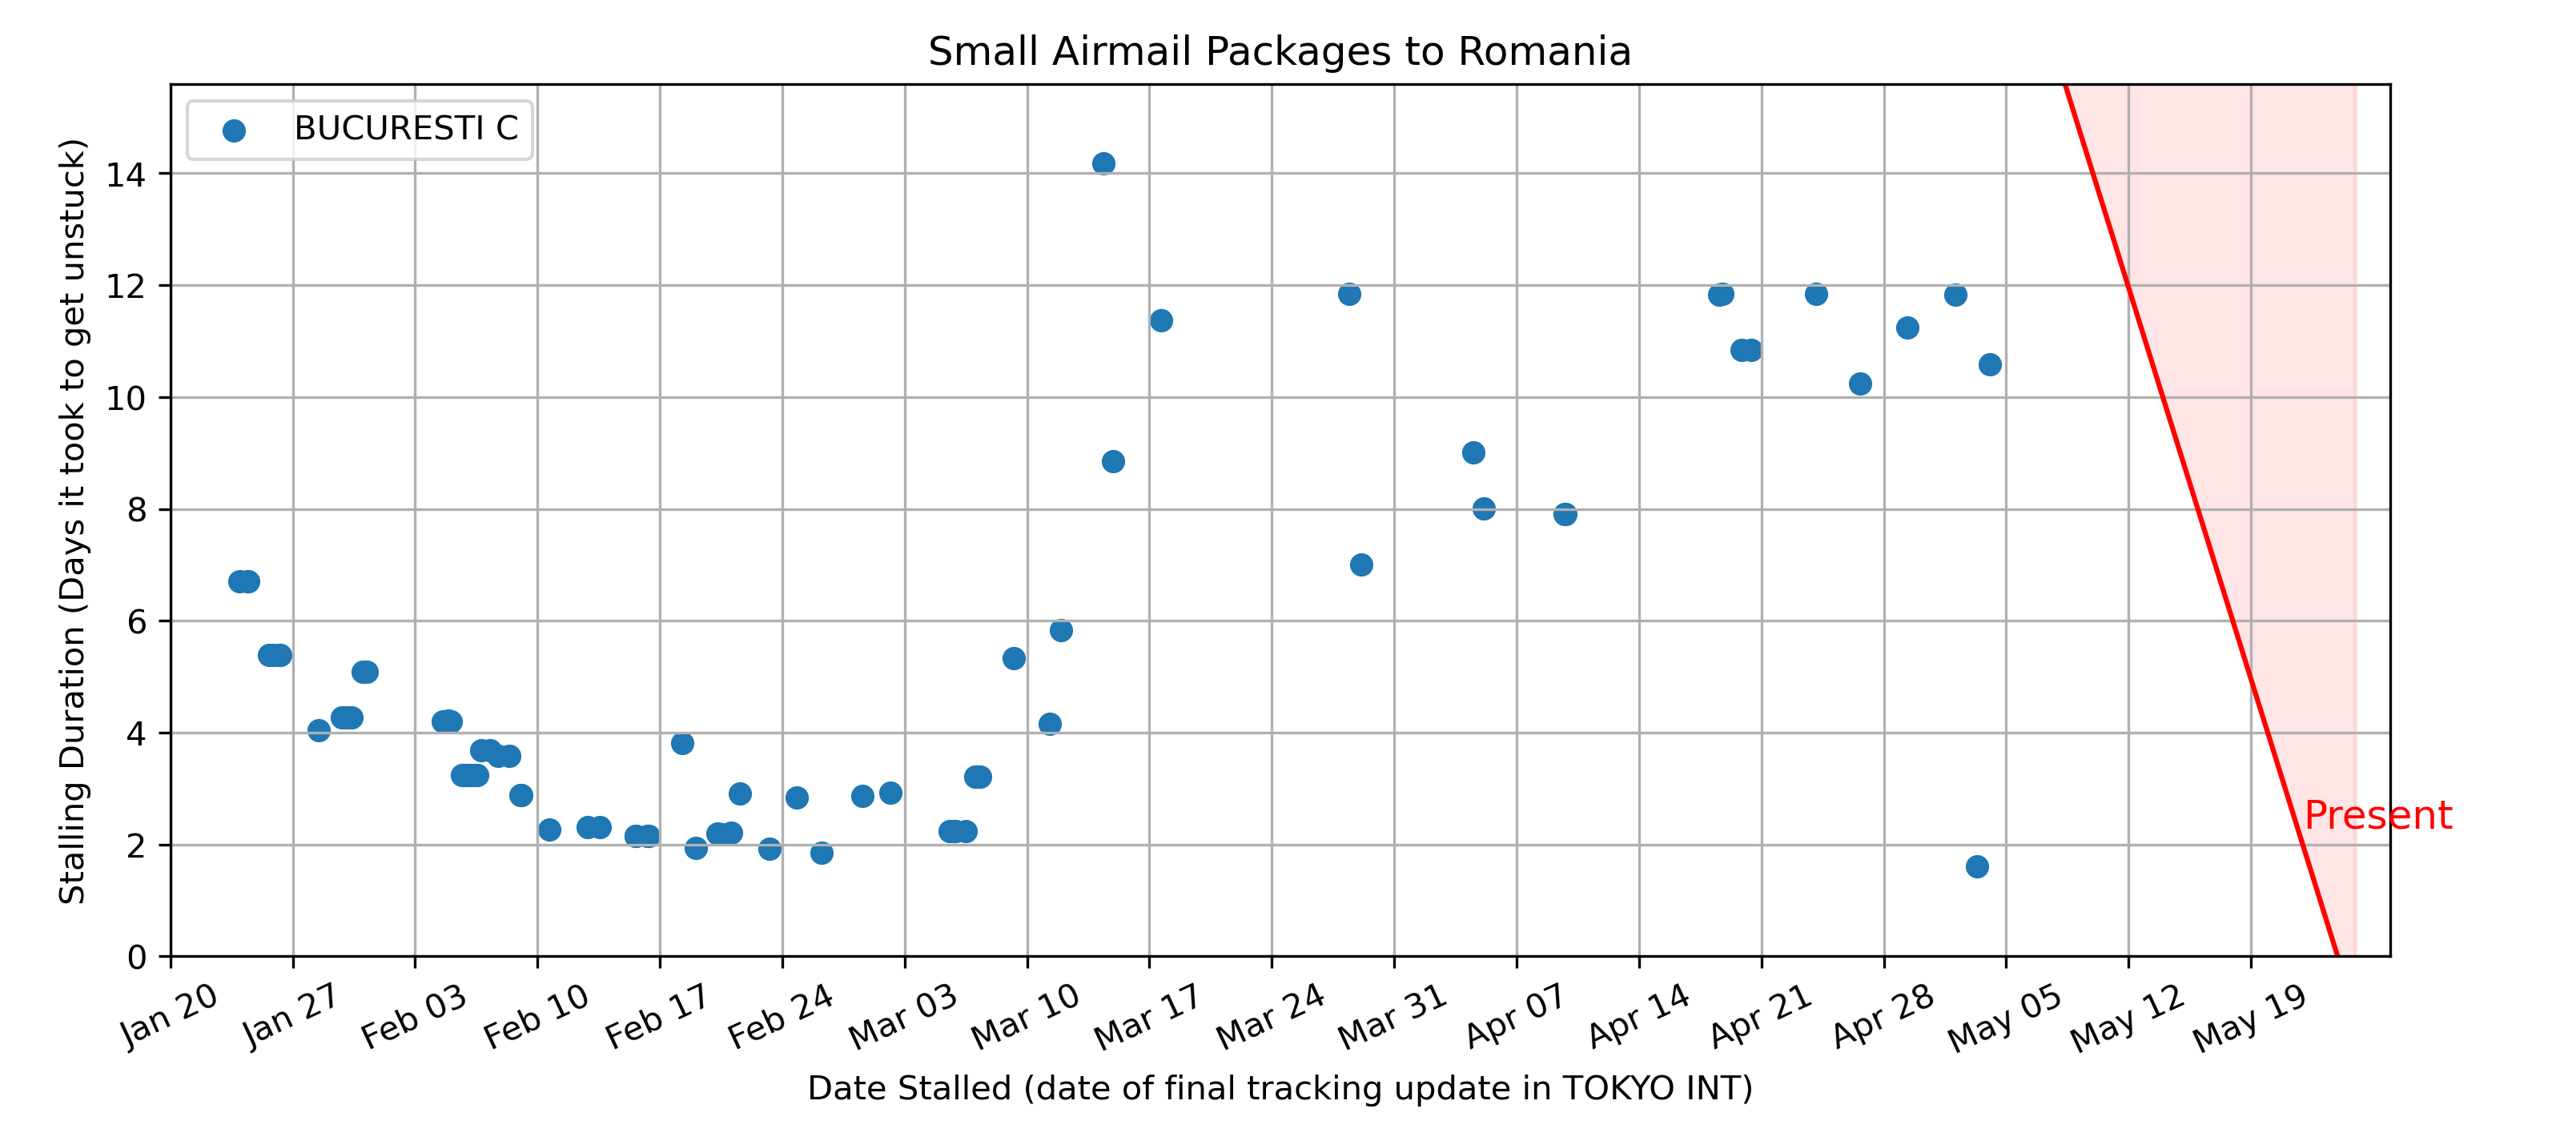 Small Airmail Packages to Romania
BUCURESTI C
Stalling Duration (Days it took to get unstuck)
14
12
10
8
6
4
2
0
Present
Jan 20 Jan 27 Feb 03 Feb 10 Feb 17 Feb 24 Mar 03 Mar 10 Mar 17 Mar 24 Mar 31 Apr 07 Apr 14 Apr 21 Apr 28 May 05 May 12 May 19
Date Stalled (date of final tracking update in TOKYO INT)